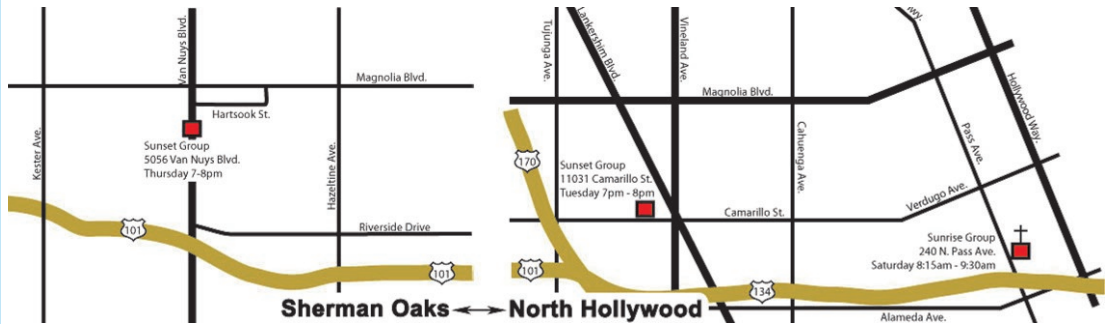 Kester Ave.
Van Nuys Blvd.
Magnolia Blvd.
Hartsook St.
Hazeltine Ave.
Sunset Group
5056 Van Nuys Blvd.
Thursday 7-8pm
101
Riverside Drive
101
Sherman Oaks
North Hollywood
Tujunga Ave.
Lankershim Blvd.
Vineland Ave.
Magnolia Blvd.
Cahuenga Ave.
wy.
Hollywood Way.
Pass Ave.
170
Sunset Group
11031 Camarillo St.
Tuesday 7pm - 8pm
Camarillo St.
Verdugo Ave.
Sunrise Group
240 N. Pass Ave.
Saturday 8:15am - 9:30am
101
134
Alameda Ave.